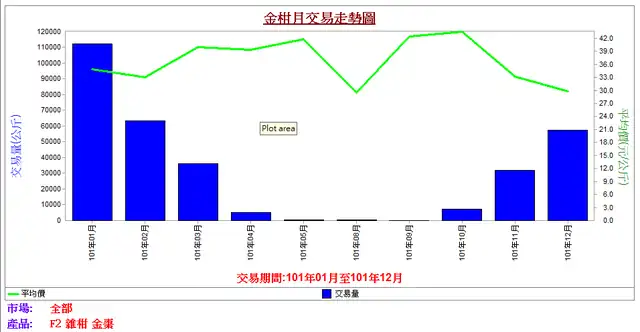 金柑月交易走勢圖
交易量(公斤)
120000
110000
100000
90000
80000
70000
60000
50000
40000
30000
20000
10000
0
Plot area
42.0
39.0
36.0
33.0
30.0
27.0
24.0
21.0
18.0
15.0
12.0
9.0
6.0
3.0
0.0
平均價(元/公斤)
101年01月
101年02月
101年03月
101年04月
101年05月
101年08月
101年09月
101年10月
101年11月
101年12月
交易期間:101年01月至101年12月
平均價
交易量
市場: 全部
產品: F2 雜柑 金棗